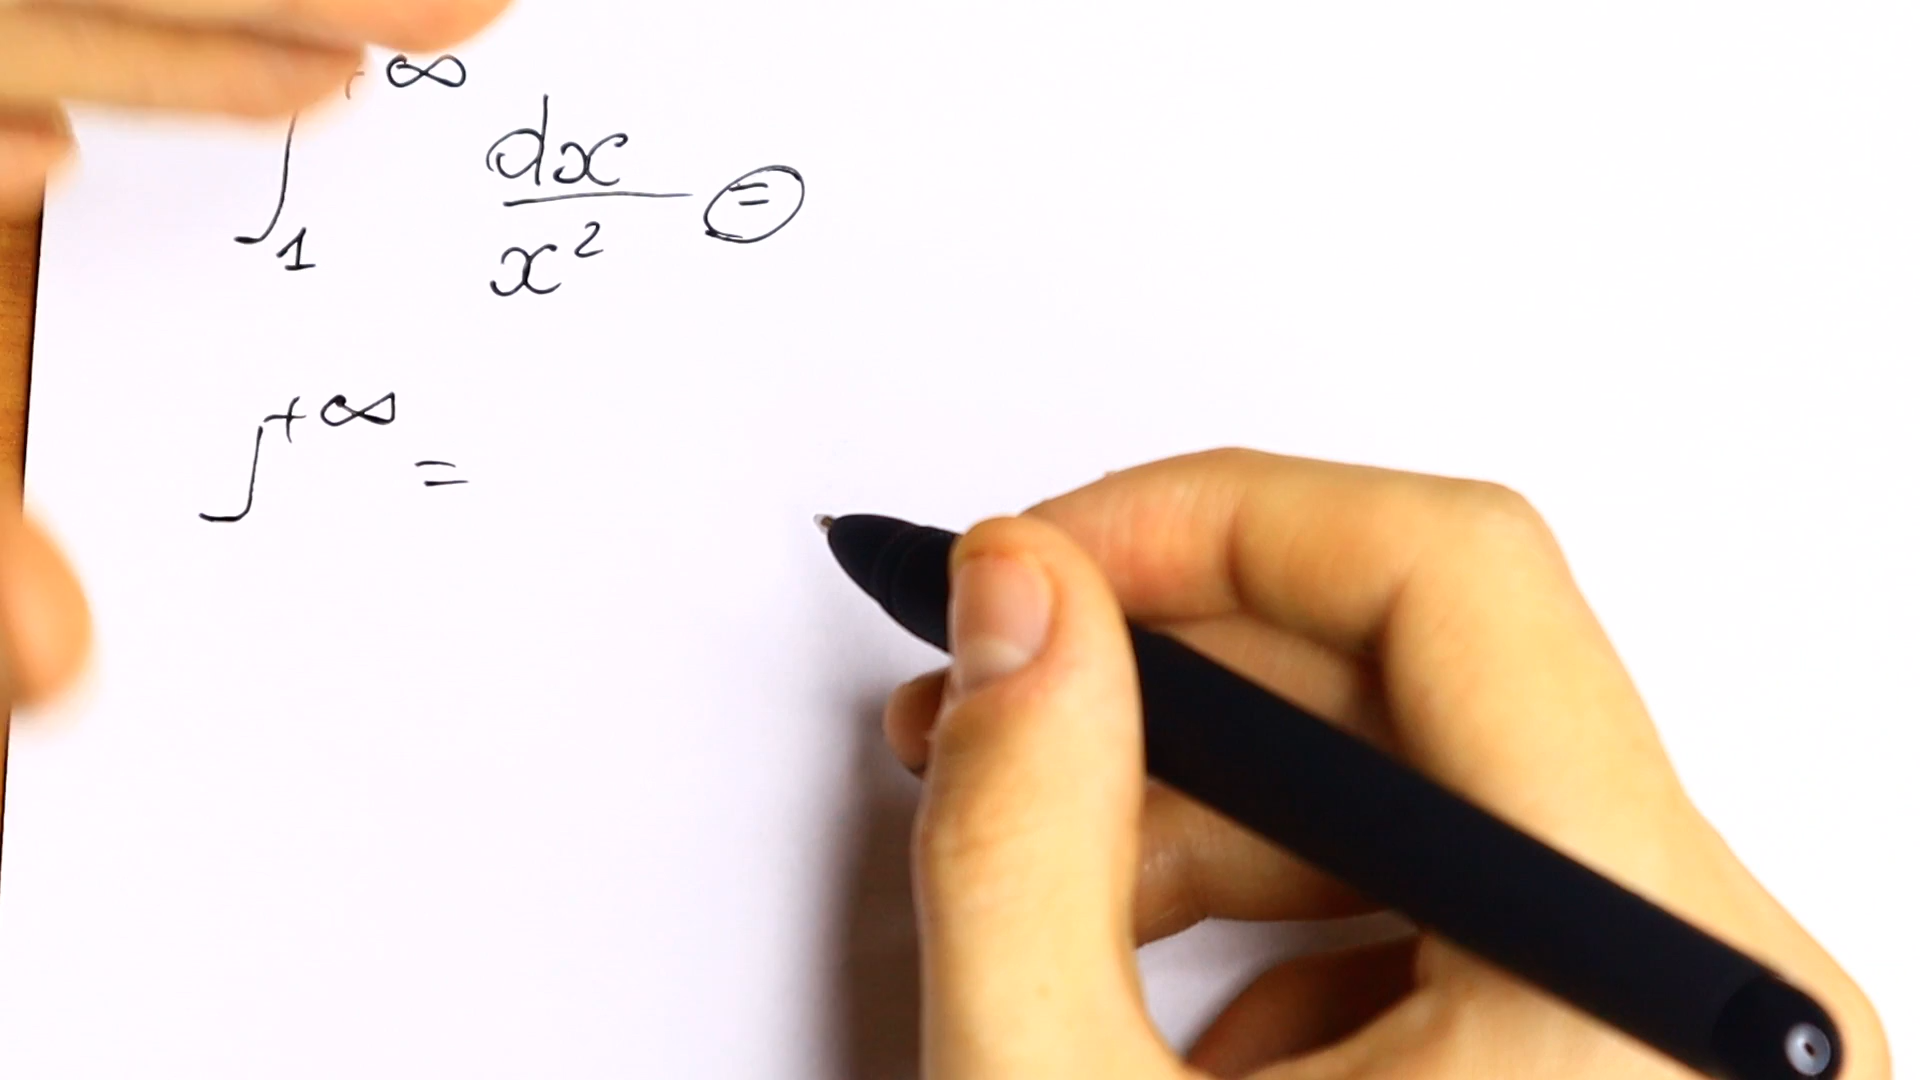 ∫₁^{+∞} dx/x² =
∫^{+∞} =